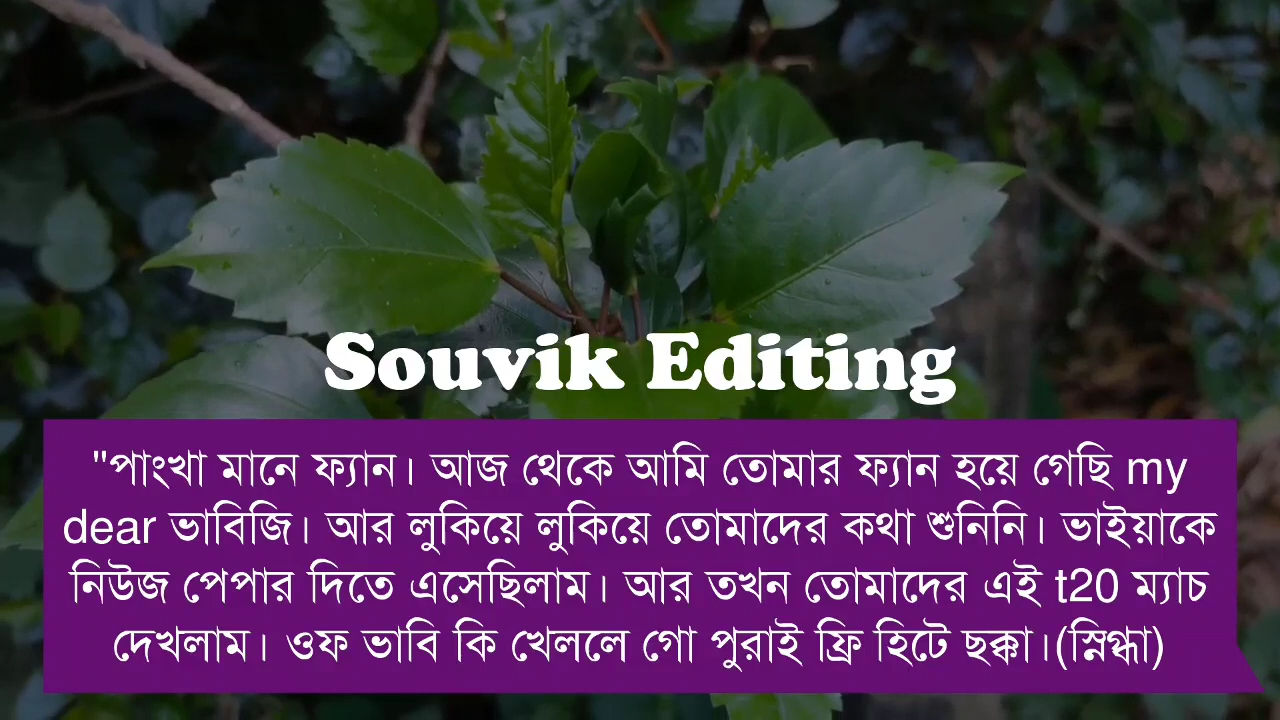 Souvik Editing
"পাংখা মানে ফ্যান। আজ থেকে আমি তোমার ফ্যান হয়ে গেছি my
dear ভাবিজি। আর লুকিয়ে লুকিয়ে তোমাদের কথা শুনিনি। ভাইয়াকে
নিউজ পেপার দিতে এসেছিলাম। আর তখন তোমাদের এই t20 ম্যাচ
দেখলাম। ওফ ভাবি কি খেললে গো পুরাই ফ্রি হিটে ছক্কা।(স্নিগ্ধা)